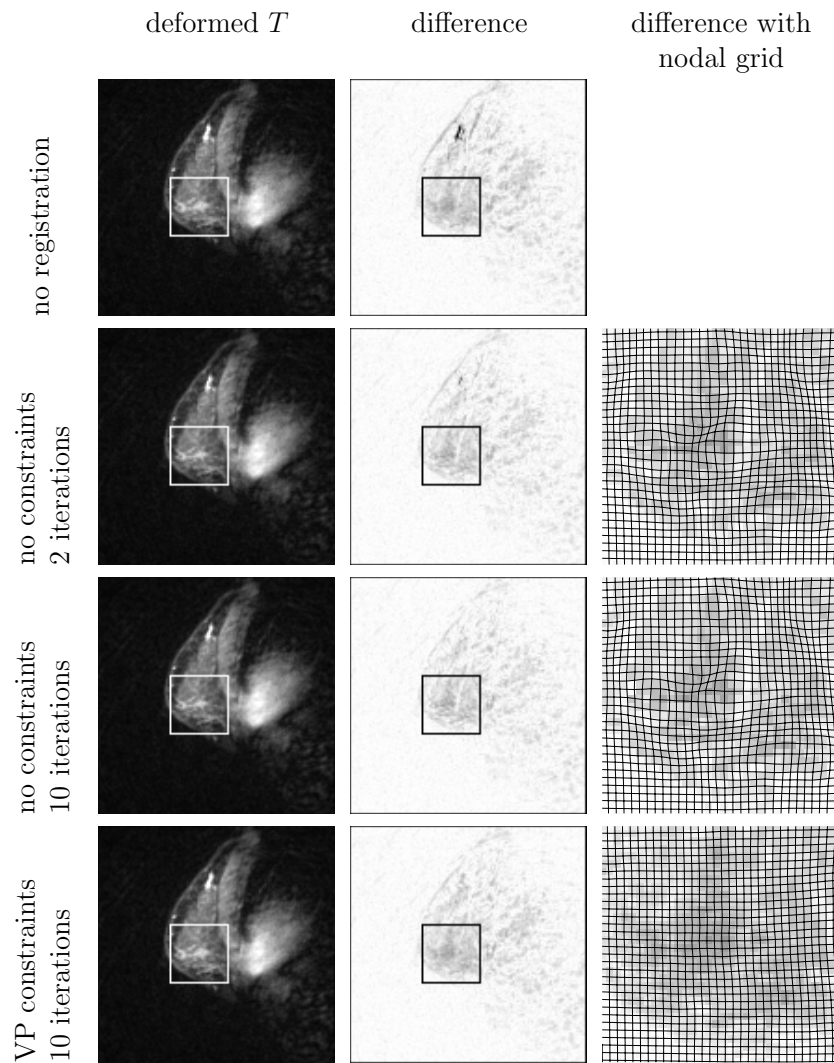 deformed T
difference
difference with
nodal grid
no registration
no constraints
2 iterations
no constraints
10 iterations
VP constraints
10 iterations